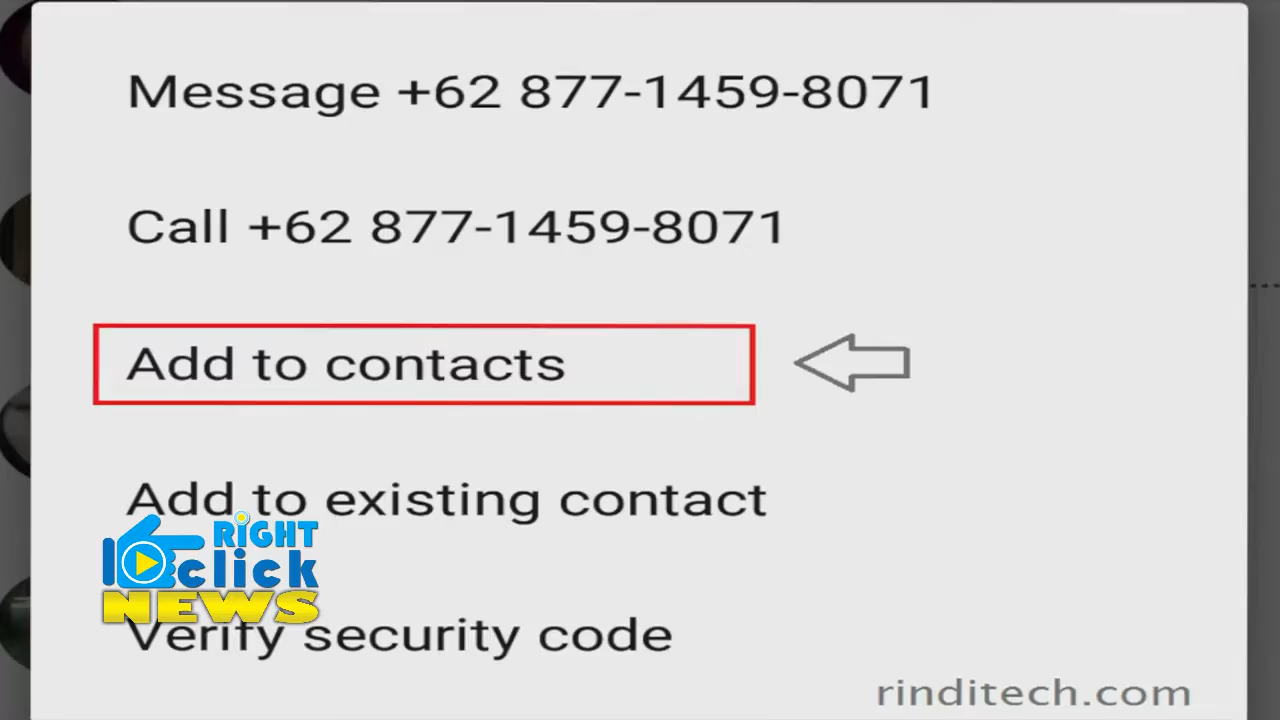 Message +62 877-1459-8071
Call +62 877-1459-8071
Add to contacts
Add to existing contact
RiGHT
click
NEWS
Verify security code
rinditech.com